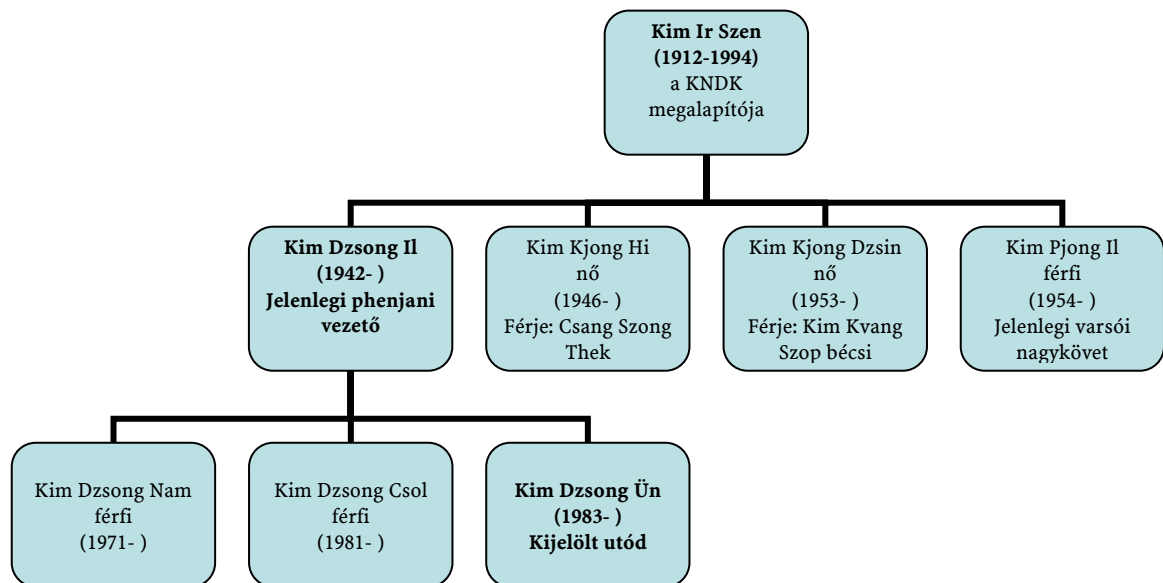 Kim Ir Szen
(1912-1994)
a KNDK
megalapítója
Kim Dzsong Il
(1942- )
Jelenlegi phenjani
vezető
Kim Kjong Hi
nő
(1946- )
Férje: Csang Szong
Thek
Kim Kjong Dzsin
nő
(1953- )
Férje: Kim Kvang
Szop bécsi
Kim Pjong Il
férfi
(1954- )
Jelenlegi varsói
nagykövet
Kim Dzsong Nam
férfi
(1971- )
Kim Dzsong Csol
férfi
(1981- )
Kim Dzsong Ün
(1983- )
Kijelölt utód